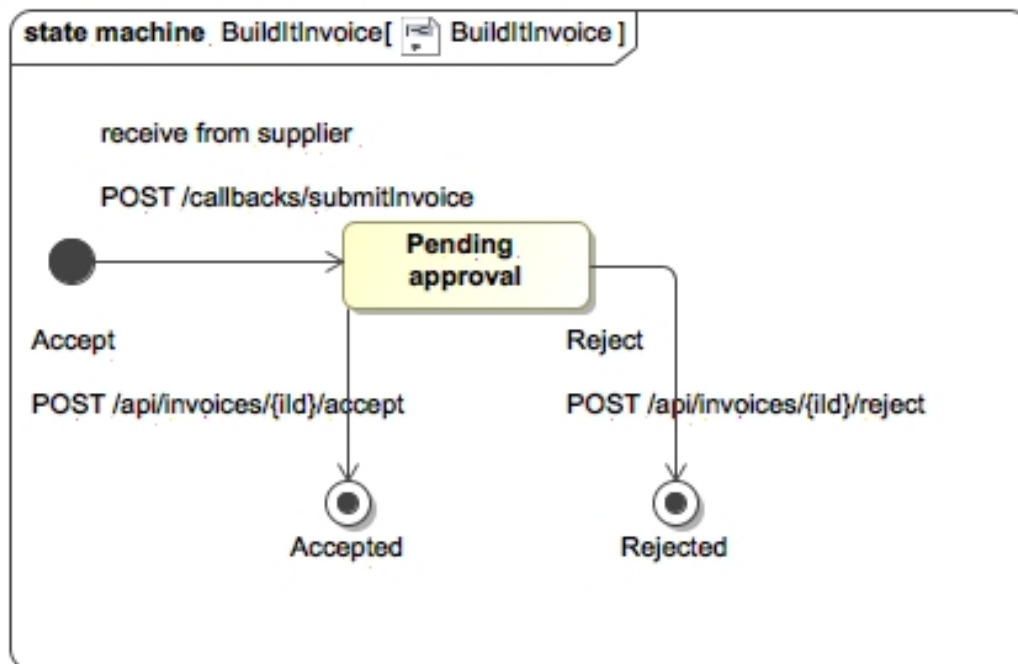 state machine BuildItInvoice[ BuildItInvoice ]
receive from supplier
POST /callbacks/submitInvoice
Pending
approval
Accept
Reject
POST /api/invoices/{iId}/accept
POST /api/invoices/{iId}/reject
Accepted
Rejected